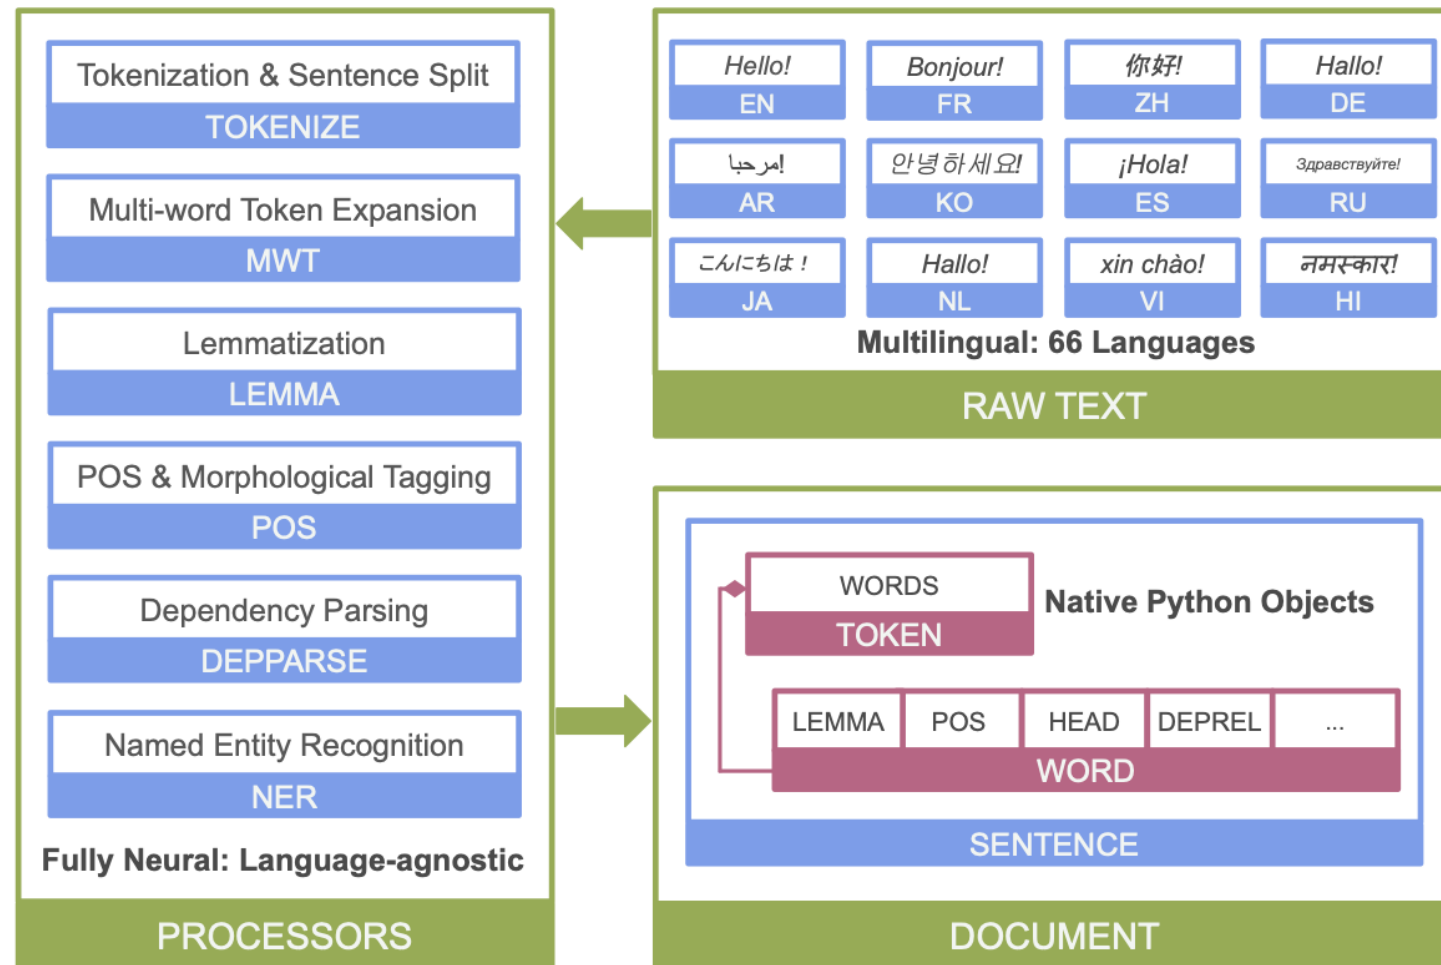 Tokenization & Sentence Split
TOKENIZE
Multi-word Token Expansion
MWT
Lemmatization
LEMMA
POS & Morphological Tagging
POS
Dependency Parsing
DEPPARSE
Named Entity Recognition
NER
Fully Neural: Language-agnostic
PROCESSORS
Hello!
EN
Bonjour!
FR
你好!
ZH
Hallo!
DE
مرحبا!
AR
안녕하세요!
KO
¡Hola!
ES
Здравствуйте!
RU
こんにちは！
JA
Hallo!
NL
xin chào!
VI
नमस्कार!
HI
Multilingual: 66 Languages
RAW TEXT
WORDS
TOKEN
Native Python Objects
LEMMA POS HEAD DEPREL ...
WORD
SENTENCE
DOCUMENT